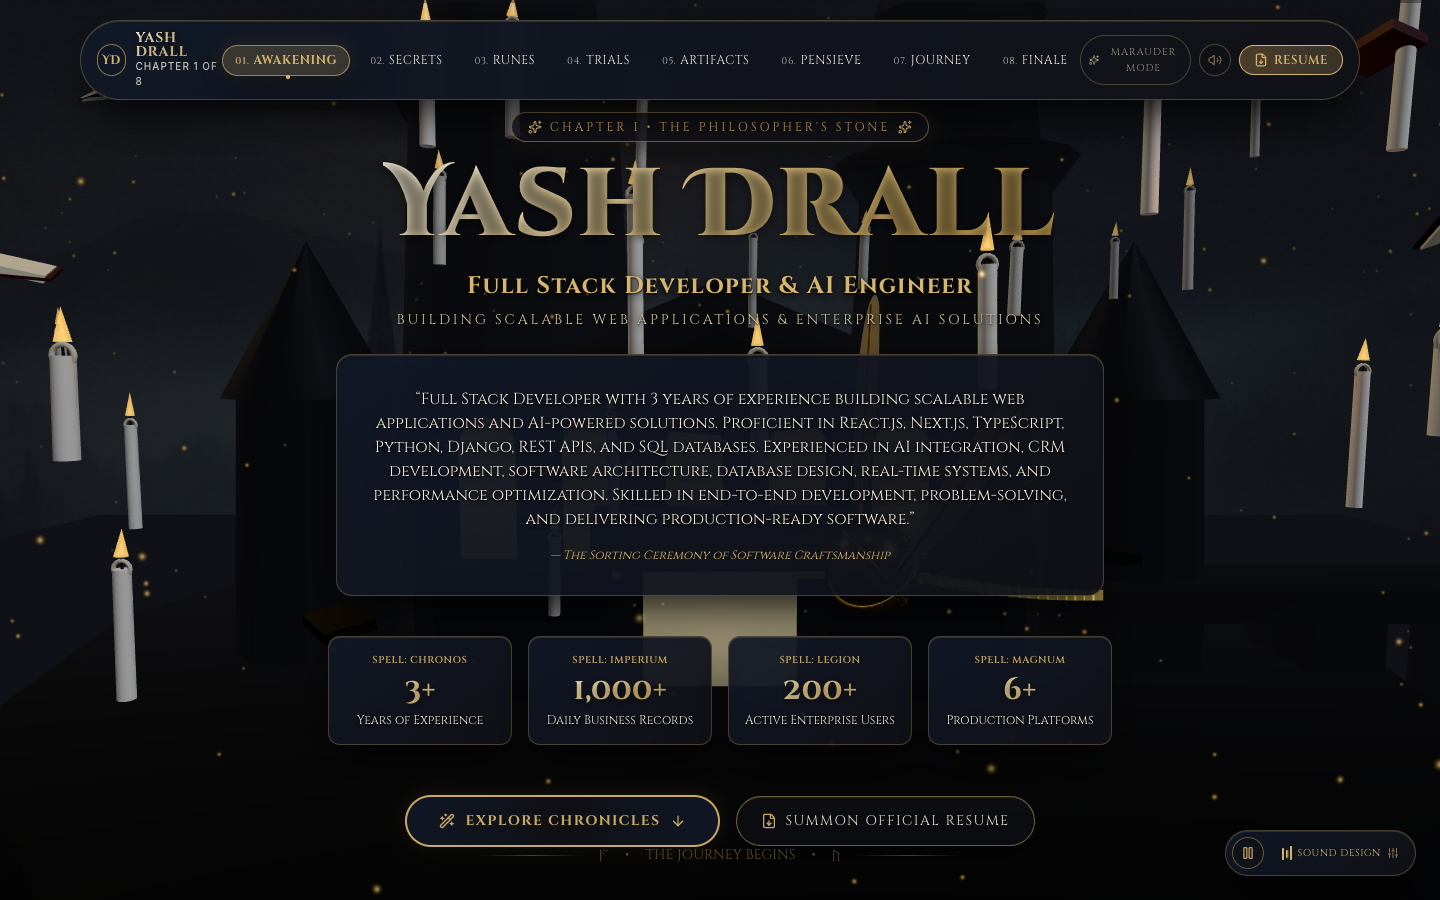 YD
YASH
DRALL
CHAPTER 1 OF
8
01. AWAKENING
02. SECRETS
03. RUNES
04. TRIALS
05. ARTIFACTS
06. PENSIEVE
07. JOURNEY
08. FINALE
MARAUDER
MODE
RESUME
CHAPTER I • THE PHILOSOPHER'S STONE
YASH DRALL
Full Stack Developer & AI Engineer
BUILDING SCALABLE WEB APPLICATIONS & ENTERPRISE AI SOLUTIONS
“Full Stack Developer with 3 years of experience building scalable web
applications and AI-powered solutions. Proficient in React.js, Next.js, TypeScript,
Python, Django, REST APIs, and SQL databases. Experienced in AI integration, CRM
development, software architecture, database design, real-time systems, and
performance optimization. Skilled in end-to-end development, problem-solving,
and delivering production-ready software.”
— The Sorting Ceremony of Software Craftsmanship
SPELL: CHRONOS
3+
Years of Experience
SPELL: IMPERIUM
1,000+
Daily Business Records
SPELL: LEGION
200+
Active Enterprise Users
SPELL: MAGNUM
6+
Production Platforms
EXPLORE CHRONICLES ↓
SUMMON OFFICIAL RESUME
ᚴ • THE JOURNEY BEGINS • ᚢ
SOUND DESIGN